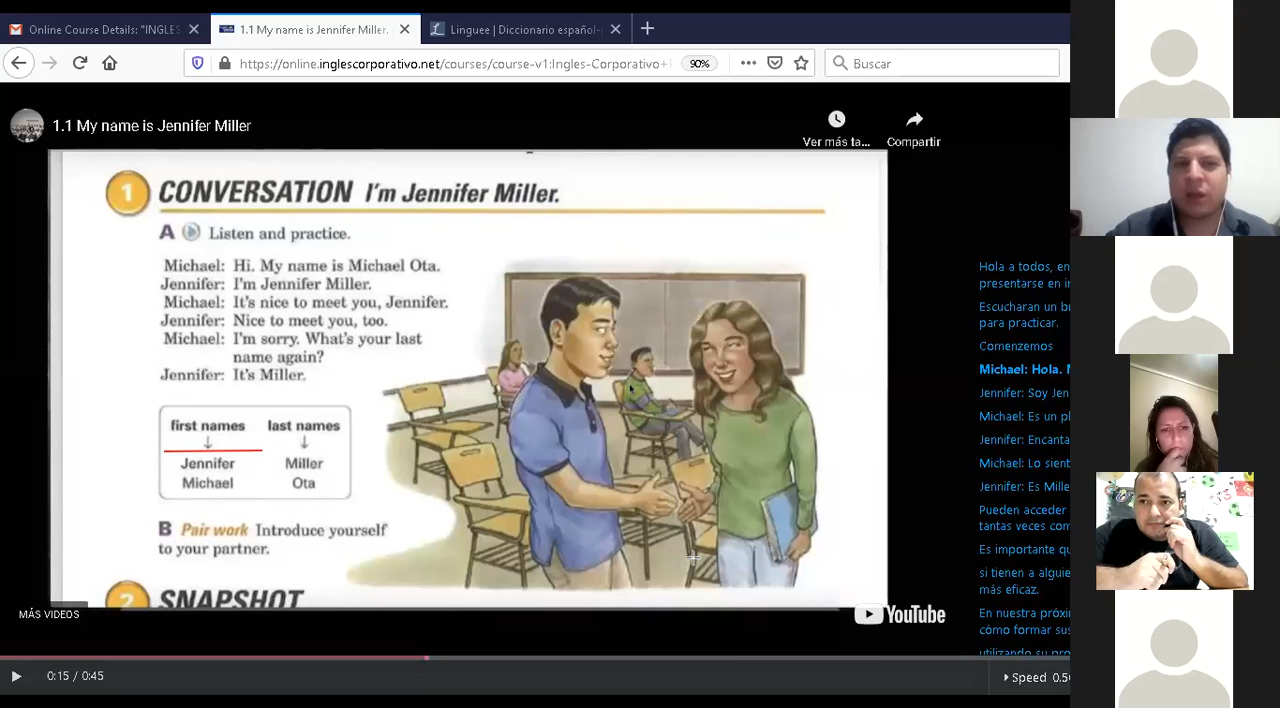 Online Course Details: "INGLES
1.1 My name is Jennifer Miller.
Linguee | Diccionario español-
https://online.inglescorporativo.net/courses/course-v1:Ingles-Corporativo+
90%
Buscar
1.1 My name is Jennifer Miller
Ver más ta...
Compartir
1 CONVERSATION I'm Jennifer Miller.
A Listen and practice.
Michael: Hi. My name is Michael Ota.
Jennifer: I'm Jennifer Miller.
Michael: It's nice to meet you, Jennifer.
Jennifer: Nice to meet you, too.
Michael: I'm sorry. What's your last
name again?
Jennifer: It's Miller.
first names last names
Jennifer Miller
Michael Ota
B Pair work Introduce yourself
to your partner.
2 SNAPSHOT
MÁS VIDEOS
YouTube
0:15 / 0:45
Speed 0.5
Hola a todos, en
presentarse en i
Escucharan un b
para practicar.
Comenzemos
Michael: Hola.
Jennifer: Soy Jen
Michael: Es un pl
Jennifer: Encanta
Michael: Lo sient
Jennifer: Es Mille
Pueden acceder
tantas veces com
Es importante qu
si tienen a alguie
más eficaz.
En nuestra próxi
cómo formar sus
utilizando su pro